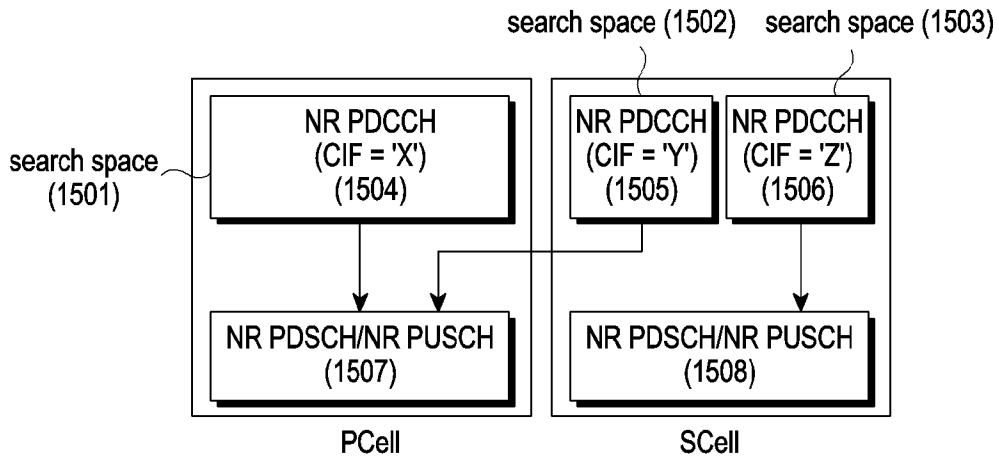 search space (1502)
search space (1503)
search space
(1501)
NR PDCCH
(CIF = 'X')
(1504)
NR PDCCH
(CIF = 'Y')
(1505)
NR PDCCH
(CIF = 'Z')
(1506)
NR PDSCH/NR PUSCH
(1507)
NR PDSCH/NR PUSCH
(1508)
PCell
SCell